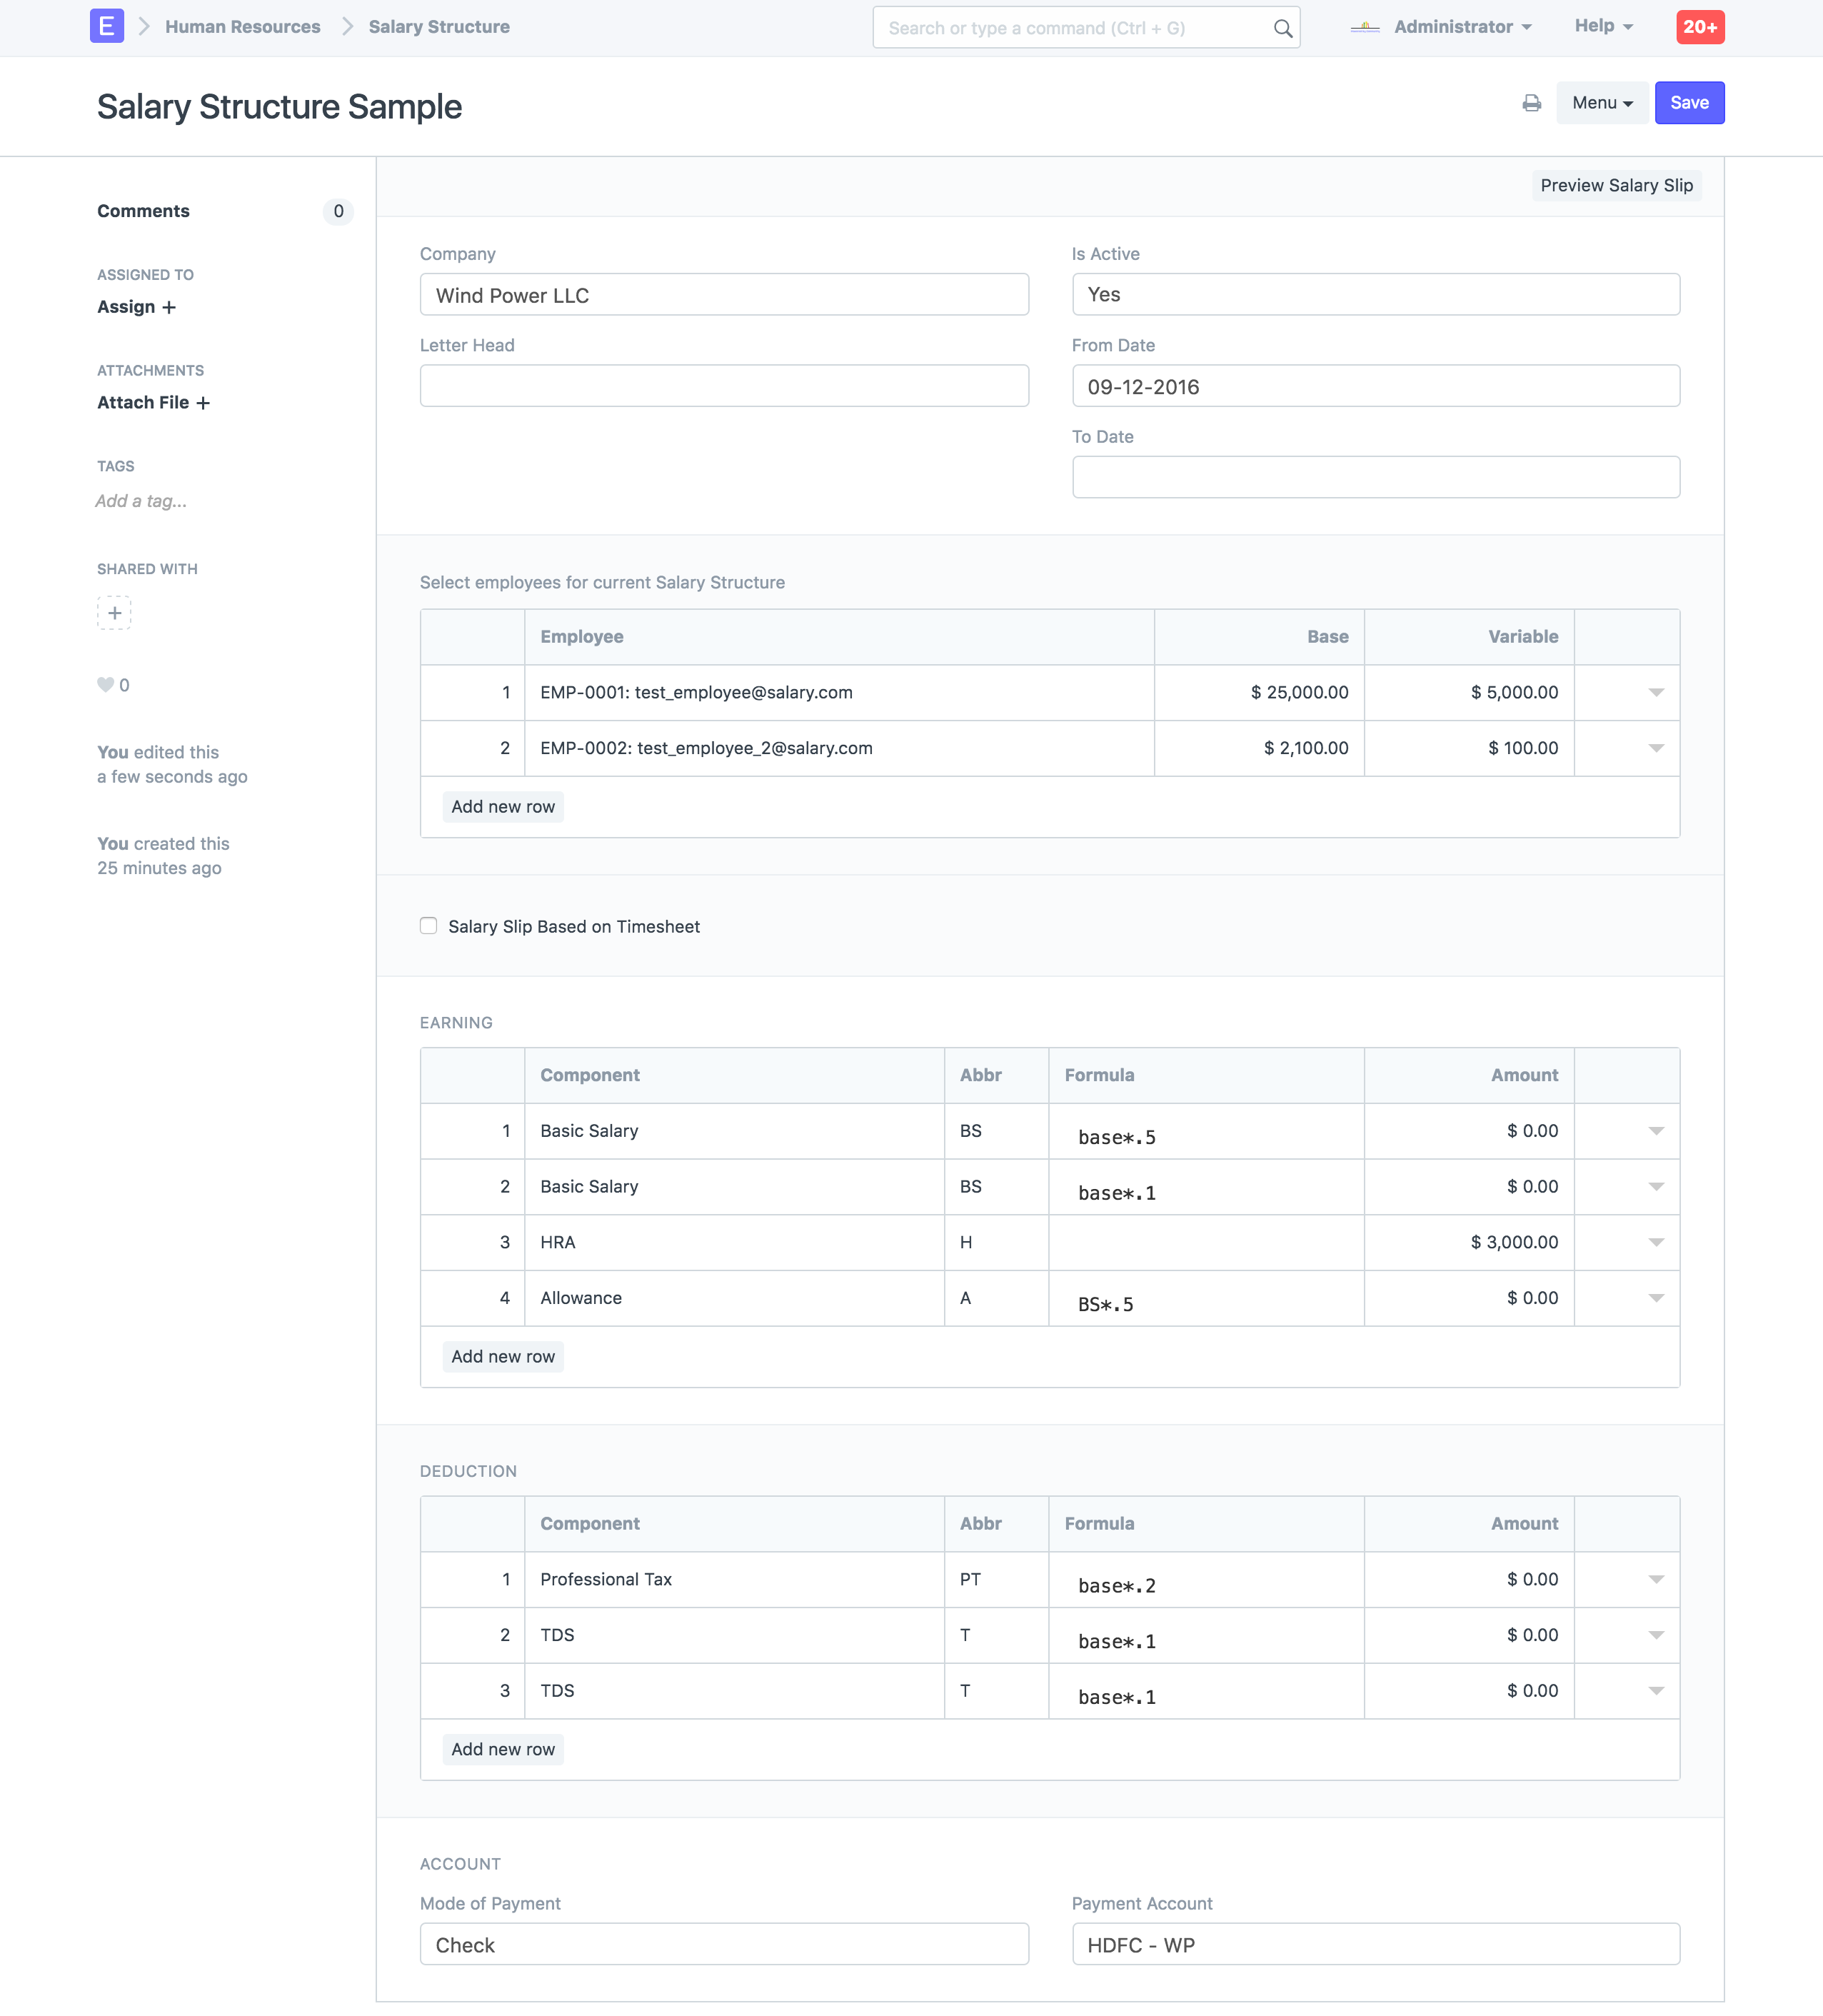 E Human Resources Salary Structure Search or type a command (Ctrl + G) Administrator Help 20+
Salary Structure Sample Menu Save
Preview Salary Slip
Comments 0
ASSIGNED TO
Assign +
ATTACHMENTS
Attach File +
TAGS
Add a tag...
SHARED WITH
+
0
You edited this
a few seconds ago
You created this
25 minutes ago
Company Is Active
Wind Power LLC Yes
Letter Head From Date
09-12-2016
To Date
Select employees for current Salary Structure
Employee Base Variable
1 EMP-0001: test_employee@salary.com $ 25,000.00 $ 5,000.00
2 EMP-0002: test_employee_2@salary.com $ 2,100.00 $ 100.00
Add new row
Salary Slip Based on Timesheet
EARNING
Component Abbr Formula Amount
1 Basic Salary BS base*.5 $ 0.00
2 Basic Salary BS base*.1 $ 0.00
3 HRA H $ 3,000.00
4 Allowance A BS*.5 $ 0.00
Add new row
DEDUCTION
Component Abbr Formula Amount
1 Professional Tax PT base*.2 $ 0.00
2 TDS T base*.1 $ 0.00
3 TDS T base*.1 $ 0.00
Add new row
ACCOUNT
Mode of Payment Payment Account
Check HDFC - WP